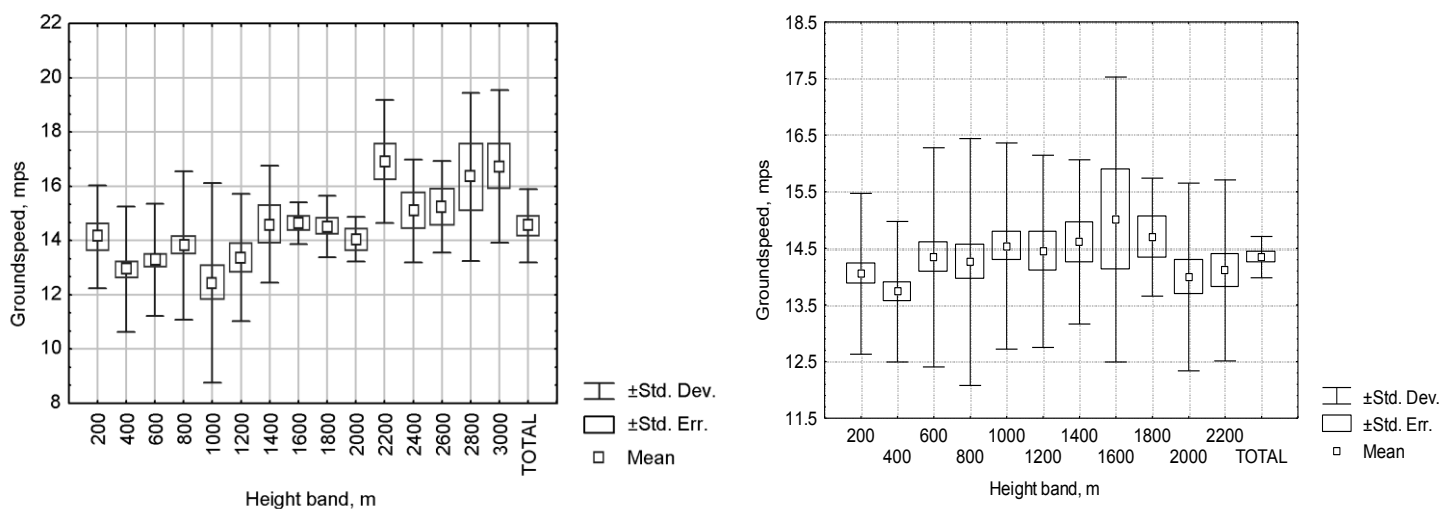 22
20
18
16
14
12
10
8
Groundspeed, mps
200
400
600
800
1000
1200
1400
1600
1800
2000
2200
2400
2600
2800
3000
TOTAL
Height band, m
±Std. Dev.
±Std. Err.
Mean
18.5
17.5
16.5
15.5
14.5
13.5
12.5
11.5
Groundspeed, mps
200 600 1000 1400 1800 2200
400 800 1200 1600 2000 TOTAL
Height band, m
±Std. Dev.
±Std. Err.
Mean